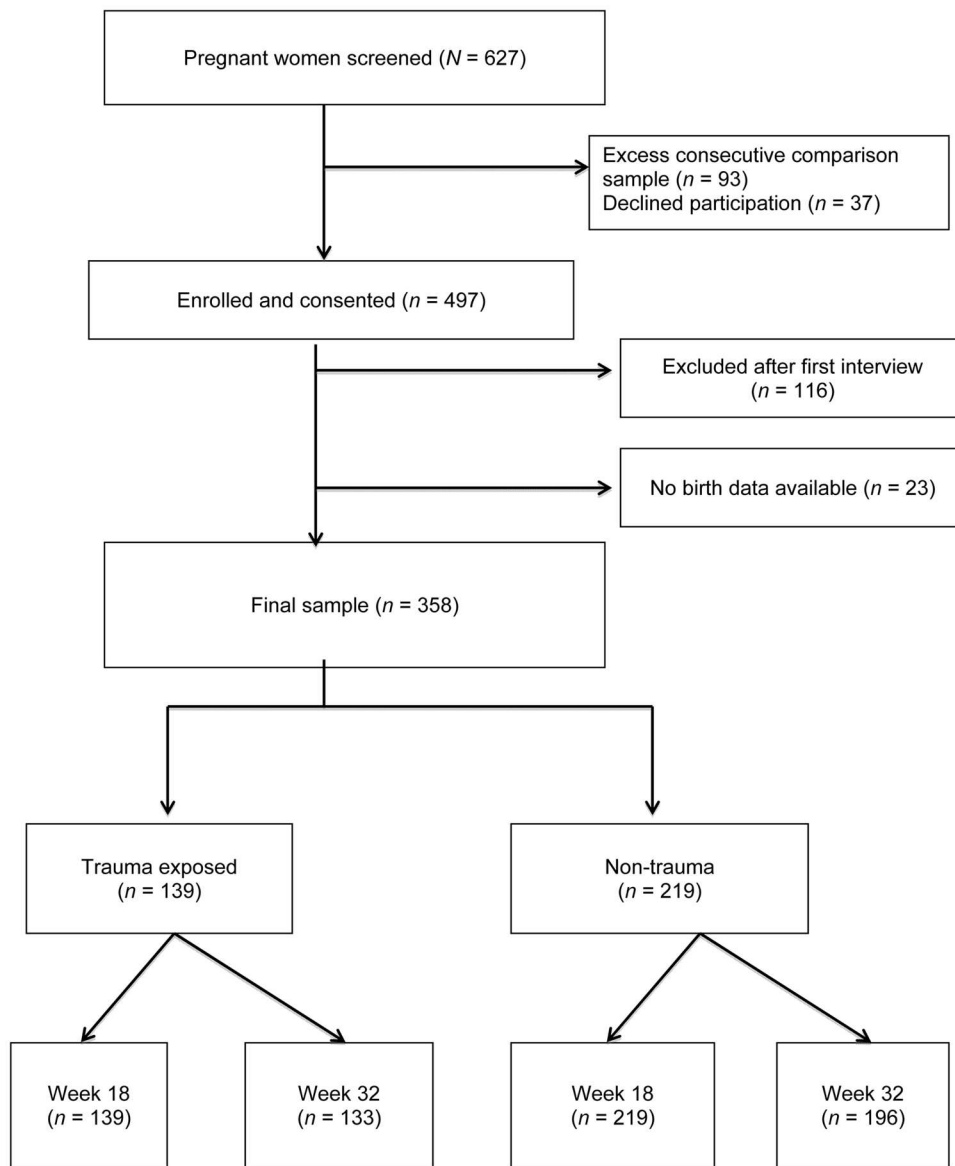 Pregnant women screened (N = 627)
Excess consecutive comparison
sample (n = 93)
Declined participation (n = 37)
Enrolled and consented (n = 497)
Excluded after first interview
(n = 116)
No birth data available (n = 23)
Final sample (n = 358)
Trauma exposed
(n = 139)
Non-trauma
(n = 219)
Week 18
(n = 139)
Week 32
(n = 133)
Week 18
(n = 219)
Week 32
(n = 196)